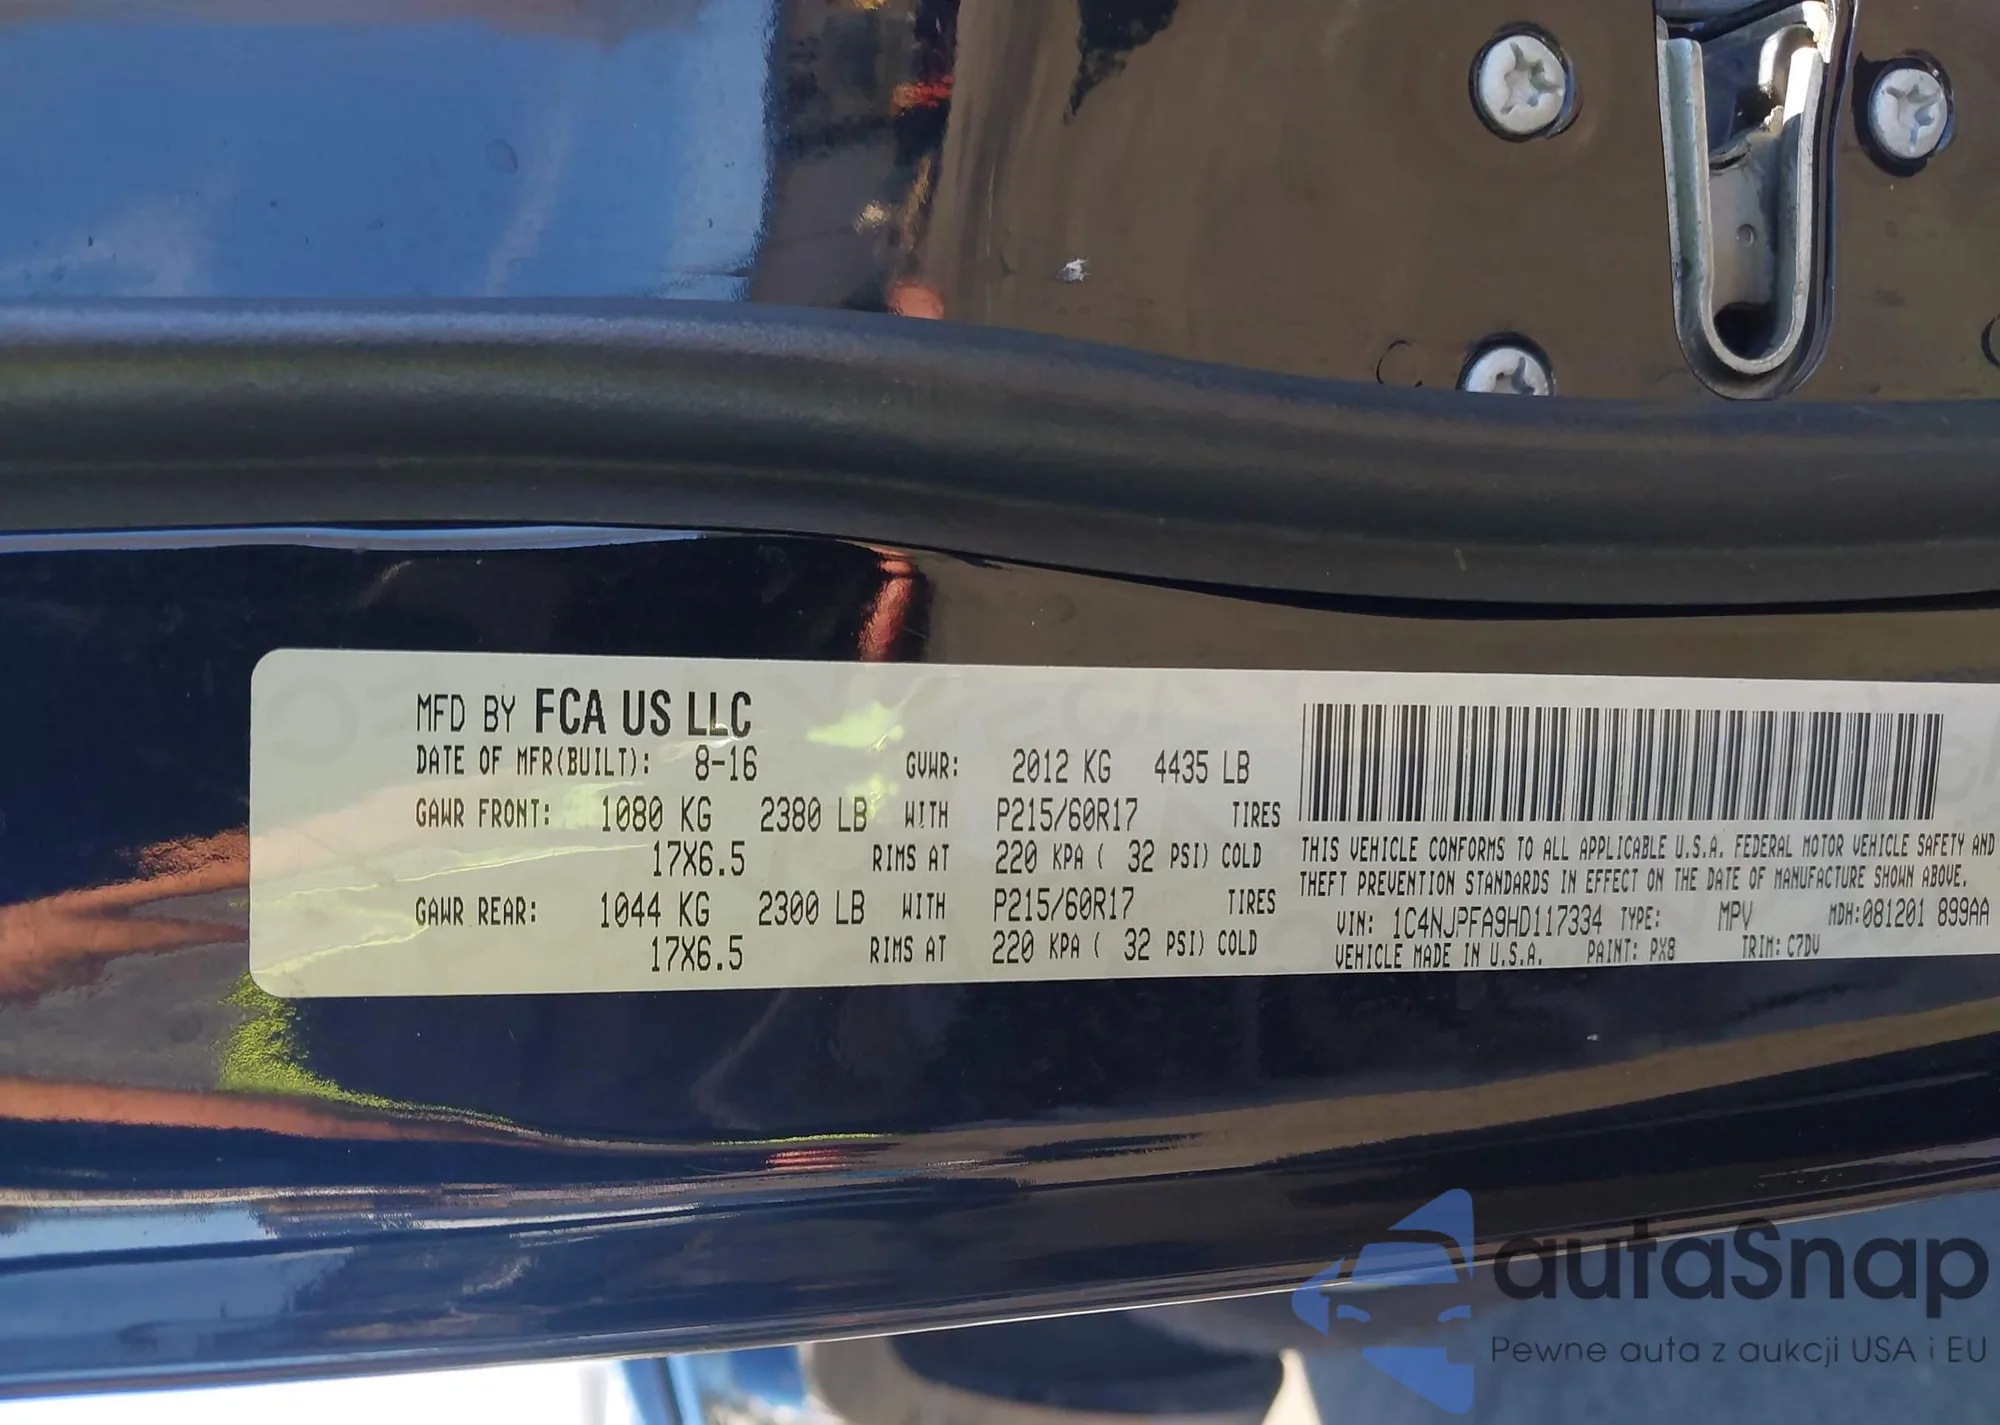 MFD BY FCA US LLC
DATE OF MFR(BUILT): 8-16 GVWR: 2012 KG 4435 LB
GAWR FRONT: 1080 KG 2380 LB WITH P215/60R17 TIRES
17X6.5 RIMS AT 220 KPA ( 32 PSI) COLD
GAWR REAR: 1044 KG 2300 LB WITH P215/60R17 TIRES
17X6.5 RIMS AT 220 KPA ( 32 PSI) COLD
THIS VEHICLE CONFORMS TO ALL APPLICABLE U.S.A. FEDERAL MOTOR VEHICLE SAFETY AND
THEFT PREVENTION STANDARDS IN EFFECT ON THE DATE OF MANUFACTURE SHOWN ABOVE.
VIN: 1C4NJPFA9HD117334 TYPE: MPV MDH:081201 899AA
VEHICLE MADE IN U.S.A. PAINT: PX8 TRIM: C7DV
autaSnap
Pewne auta z aukcji USA i EU